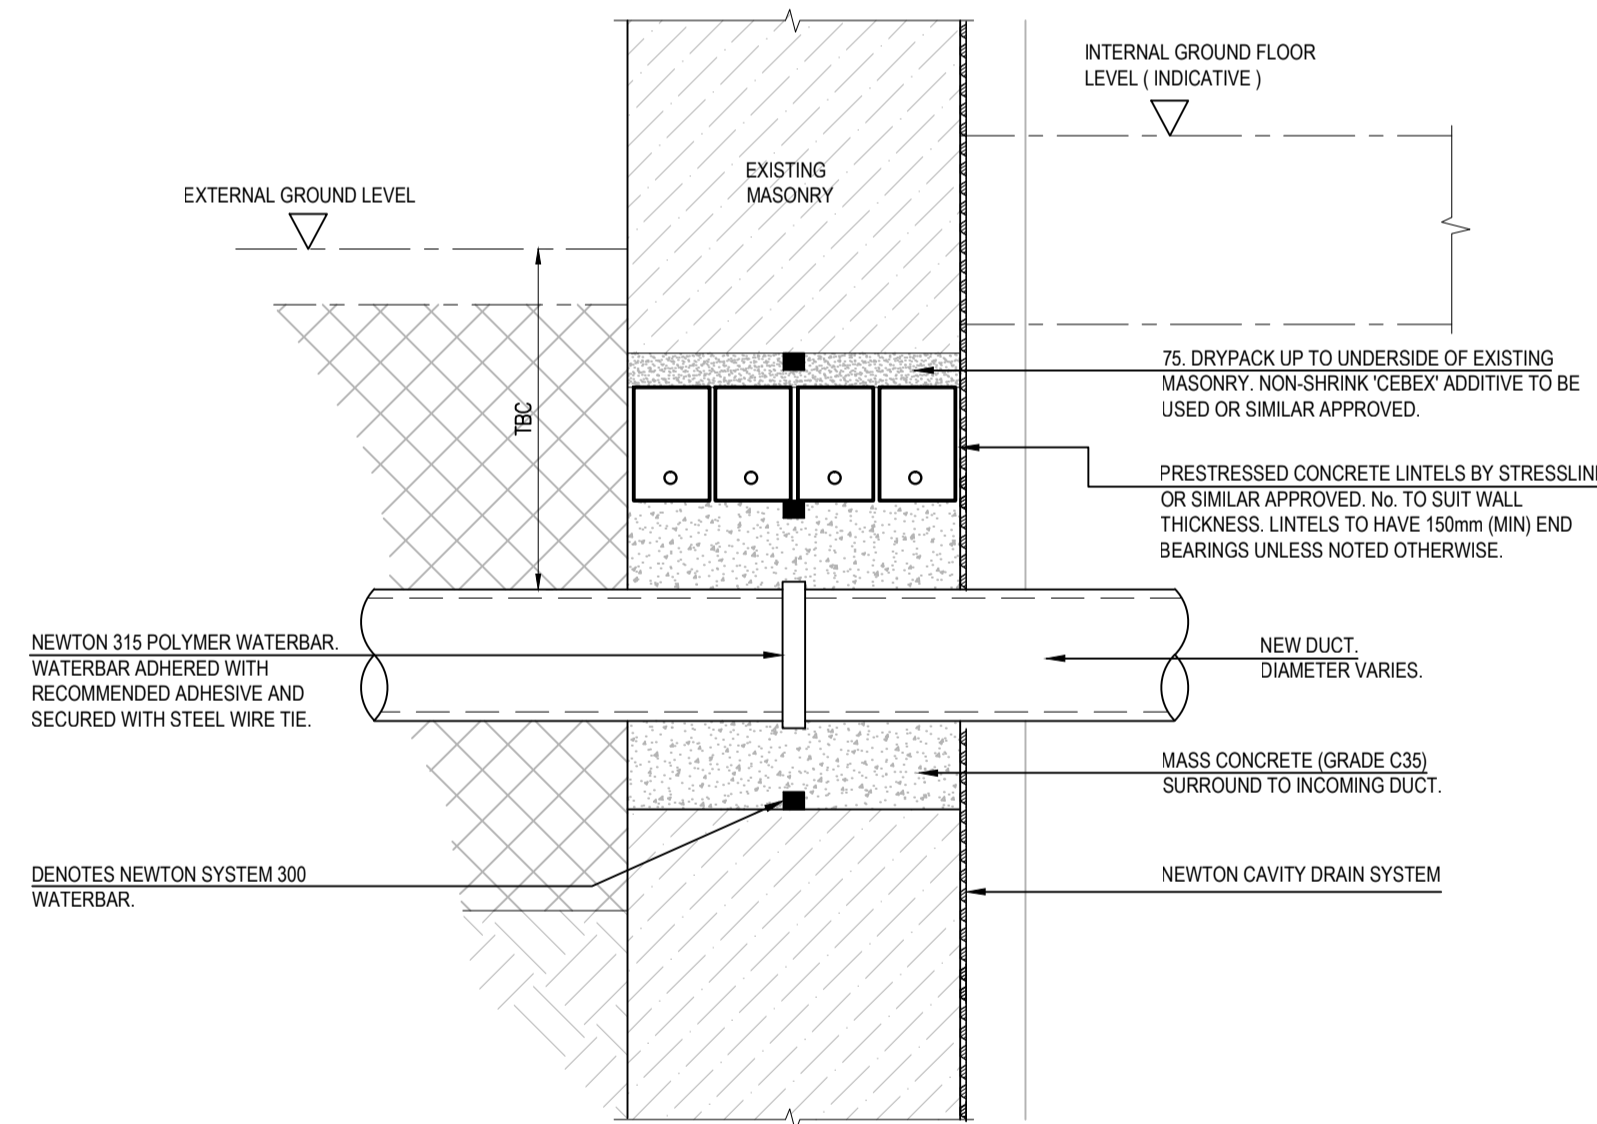 INTERNAL GROUND FLOOR
LEVEL ( INDICATIVE )
EXISTING
MASONRY
EXTERNAL GROUND LEVEL
TBC
75. DRYPACK UP TO UNDERSIDE OF EXISTING
MASONRY. NON-SHRINK 'CEBEX' ADDITIVE TO BE
USED OR SIMILAR APPROVED.
PRESTRESSED CONCRETE LINTELS BY STRESSLINE
OR SIMILAR APPROVED. No. TO SUIT WALL
THICKNESS. LINTELS TO HAVE 150mm (MIN) END
BEARINGS UNLESS NOTED OTHERWISE.
NEWTON 315 POLYMER WATERBAR.
WATERBAR ADHERED WITH
RECOMMENDED ADHESIVE AND
SECURED WITH STEEL WIRE TIE.
NEW DUCT.
DIAMETER VARIES.
MASS CONCRETE (GRADE C35)
SURROUND TO INCOMING DUCT.
DENOTES NEWTON SYSTEM 300
WATERBAR.
NEWTON CAVITY DRAIN SYSTEM